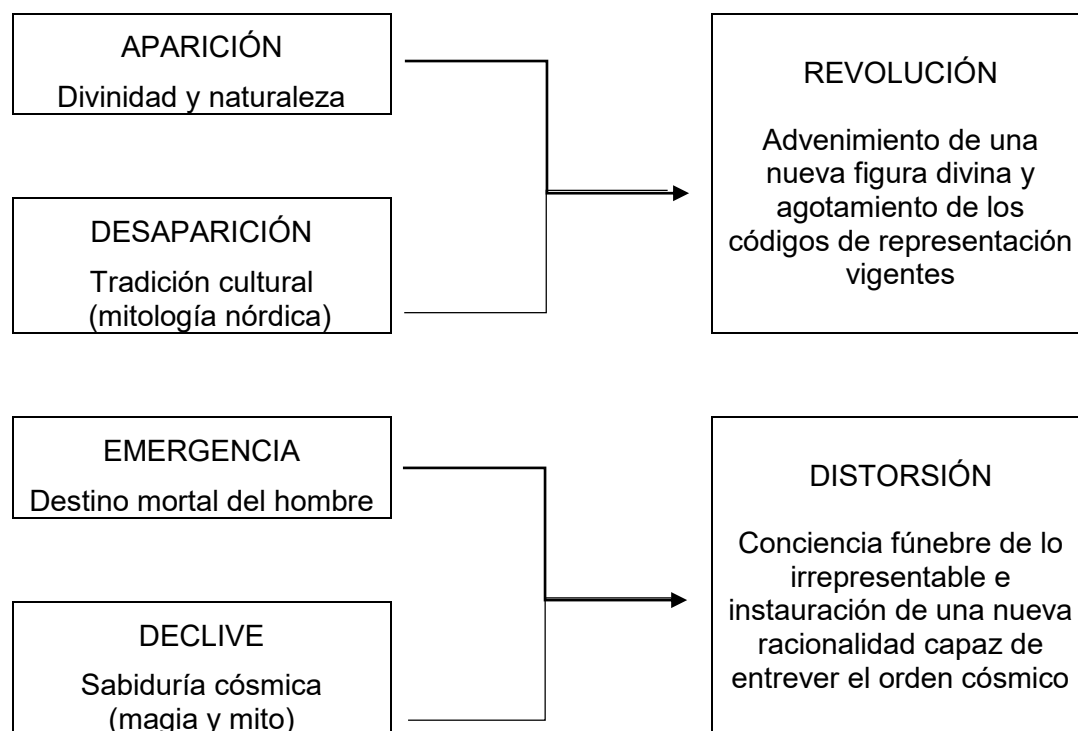 APARICIÓN
Divinidad y naturaleza
DESAPARICIÓN
Tradición cultural
(mitología nórdica)
REVOLUCIÓN
Advenimiento de una
nueva figura divina y
agotamiento de los
códigos de representación
vigentes
EMERGENCIA
Destino mortal del hombre
DECLIVE
Sabiduría cósmica
(magia y mito)
DISTORSIÓN
Conciencia fúnebre de lo
irrepresentable e
instauración de una nueva
racionalidad capaz de
entrever el orden cósmico